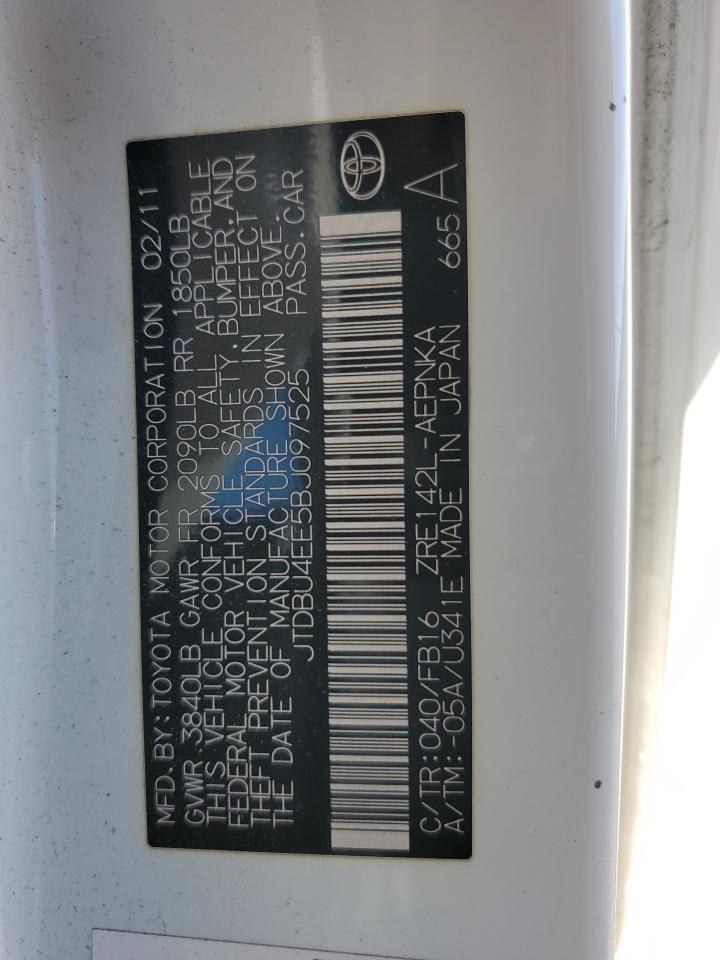 MFD.BY:TOYOTA MOTOR CORPORATION 02/11
GVWR 3840LB GAWR FR 2090LB RR 1850LB
THIS VEHICLE CONFORMS TO ALL APPLICABLE
FEDERAL MOTOR VEHICLE SAFETY, BUMPER, AND
THEFT PREVENTION STANDARDS IN EFFECT ON
THE DATE OF MANUFACTURE SHOWN ABOVE.
JTDBU4EE5BJ097525 PASS.CAR
C/TR:040/FB16 ZRE142L-AEPNKA
A/TM:-05A/U341E MADE IN JAPAN 665 A